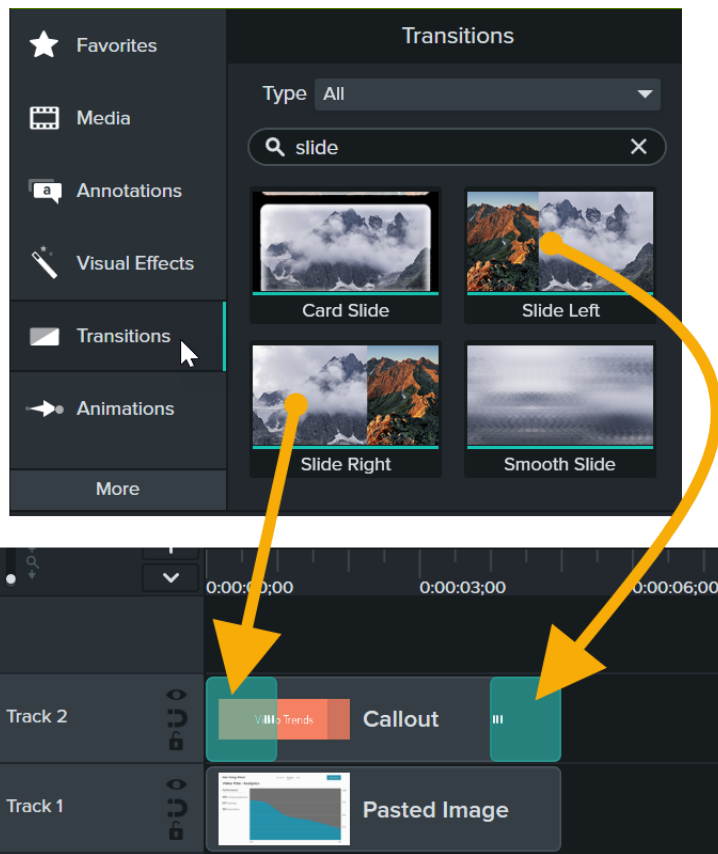 Transitions
Favorites
Media
a Annotations
Visual Effects
Transitions
Animations
More
Type All
slide
Card Slide
Slide Left
Slide Right
Smooth Slide
0:00:00;00
0:00:03;00
0:00:06;00
Track 2
Trends
Callout
Track 1
Pasted Image